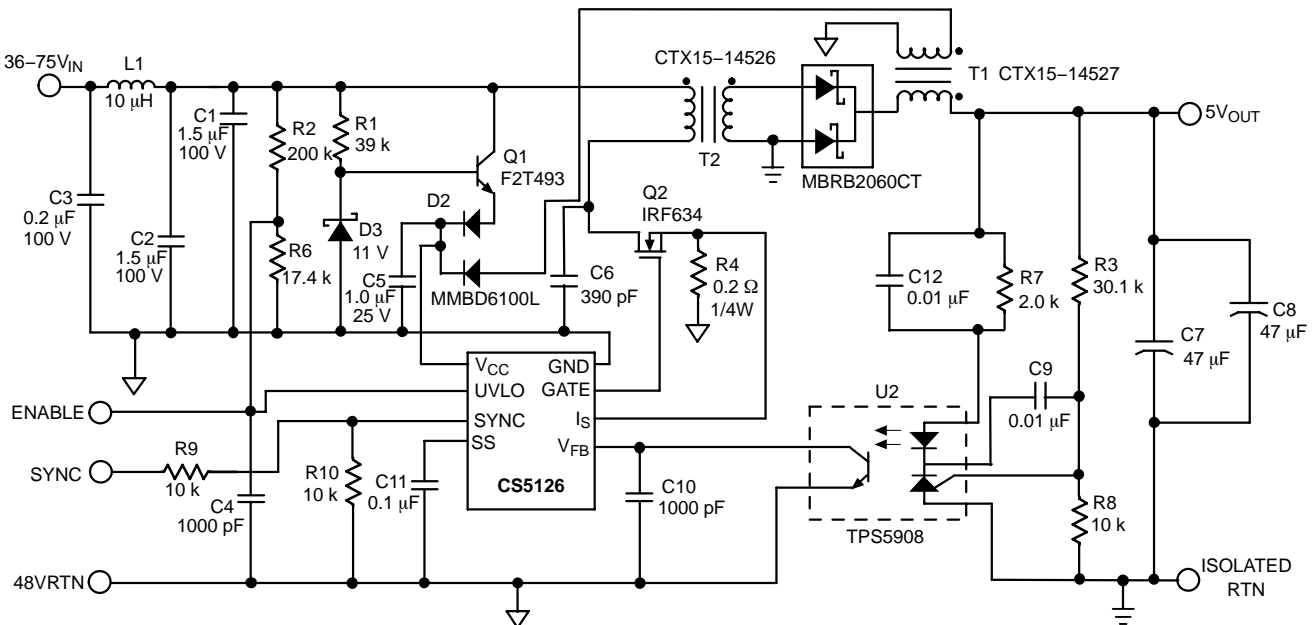 36–75VIN
L1
10 µH
C1
1.5 µF
100 V
R2
200 k
R1
39 k
Q1
F2T493
CTX15–14526
T2
T1 CTX15–14527
MBRB2060CT
5VOUT
C3
0.2 µF
100 V
C2
1.5 µF
100 V
R6
17.4 k
D3
11 V
D2
C5
1.0 µF
25 V
MMBD6100L
C6
390 pF
Q2
IRF634
R4
0.2 Ω
1/4W
C12
0.01 µF
R7
2.0 k
R3
30.1 k
C7
47 µF
C8
47 µF
VCC
GND
UVLO
GATE
SYNC
IS
SS
VFB
CS5126
ENABLE
SYNC
R9
10 k
C4
1000 pF
R10
10 k
C11
0.1 µF
C10
1000 pF
U2
C9
0.01 µF
TPS5908
R8
10 k
48VRTN
ISOLATED
RTN